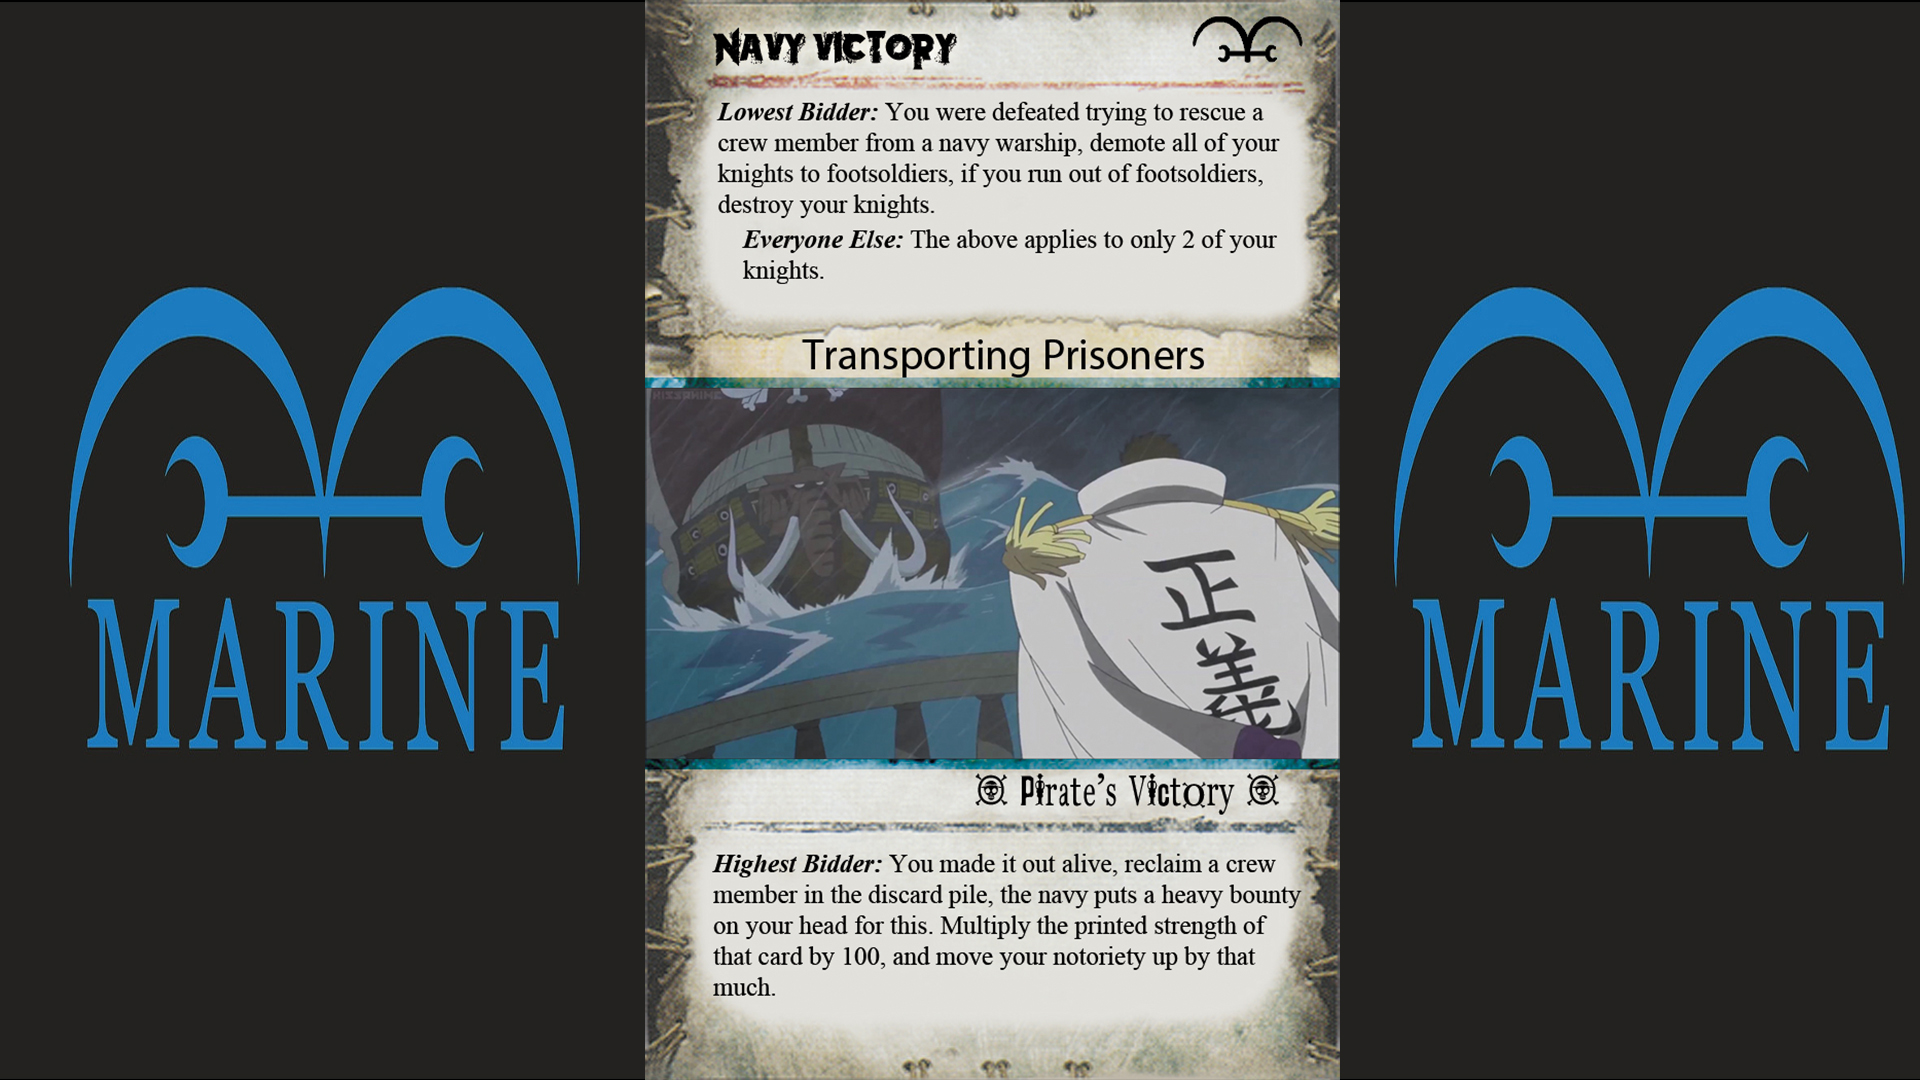 NAVY VICTORY
Lowest Bidder: You were defeated trying to rescue a
crew member from a navy warship, demote all of your
knights to footsoldiers, if you run out of footsoldiers,
destroy your knights.
Everyone Else: The above applies to only 2 of your
knights.
Transporting Prisoners
HISSAHIME
正
義
Pirate's Victory
Highest Bidder: You made it out alive, reclaim a crew
member in the discard pile, the navy puts a heavy bounty
on your head for this. Multiply the printed strength of
that card by 100, and move your notoriety up by that
much.
MARINE
MARINE